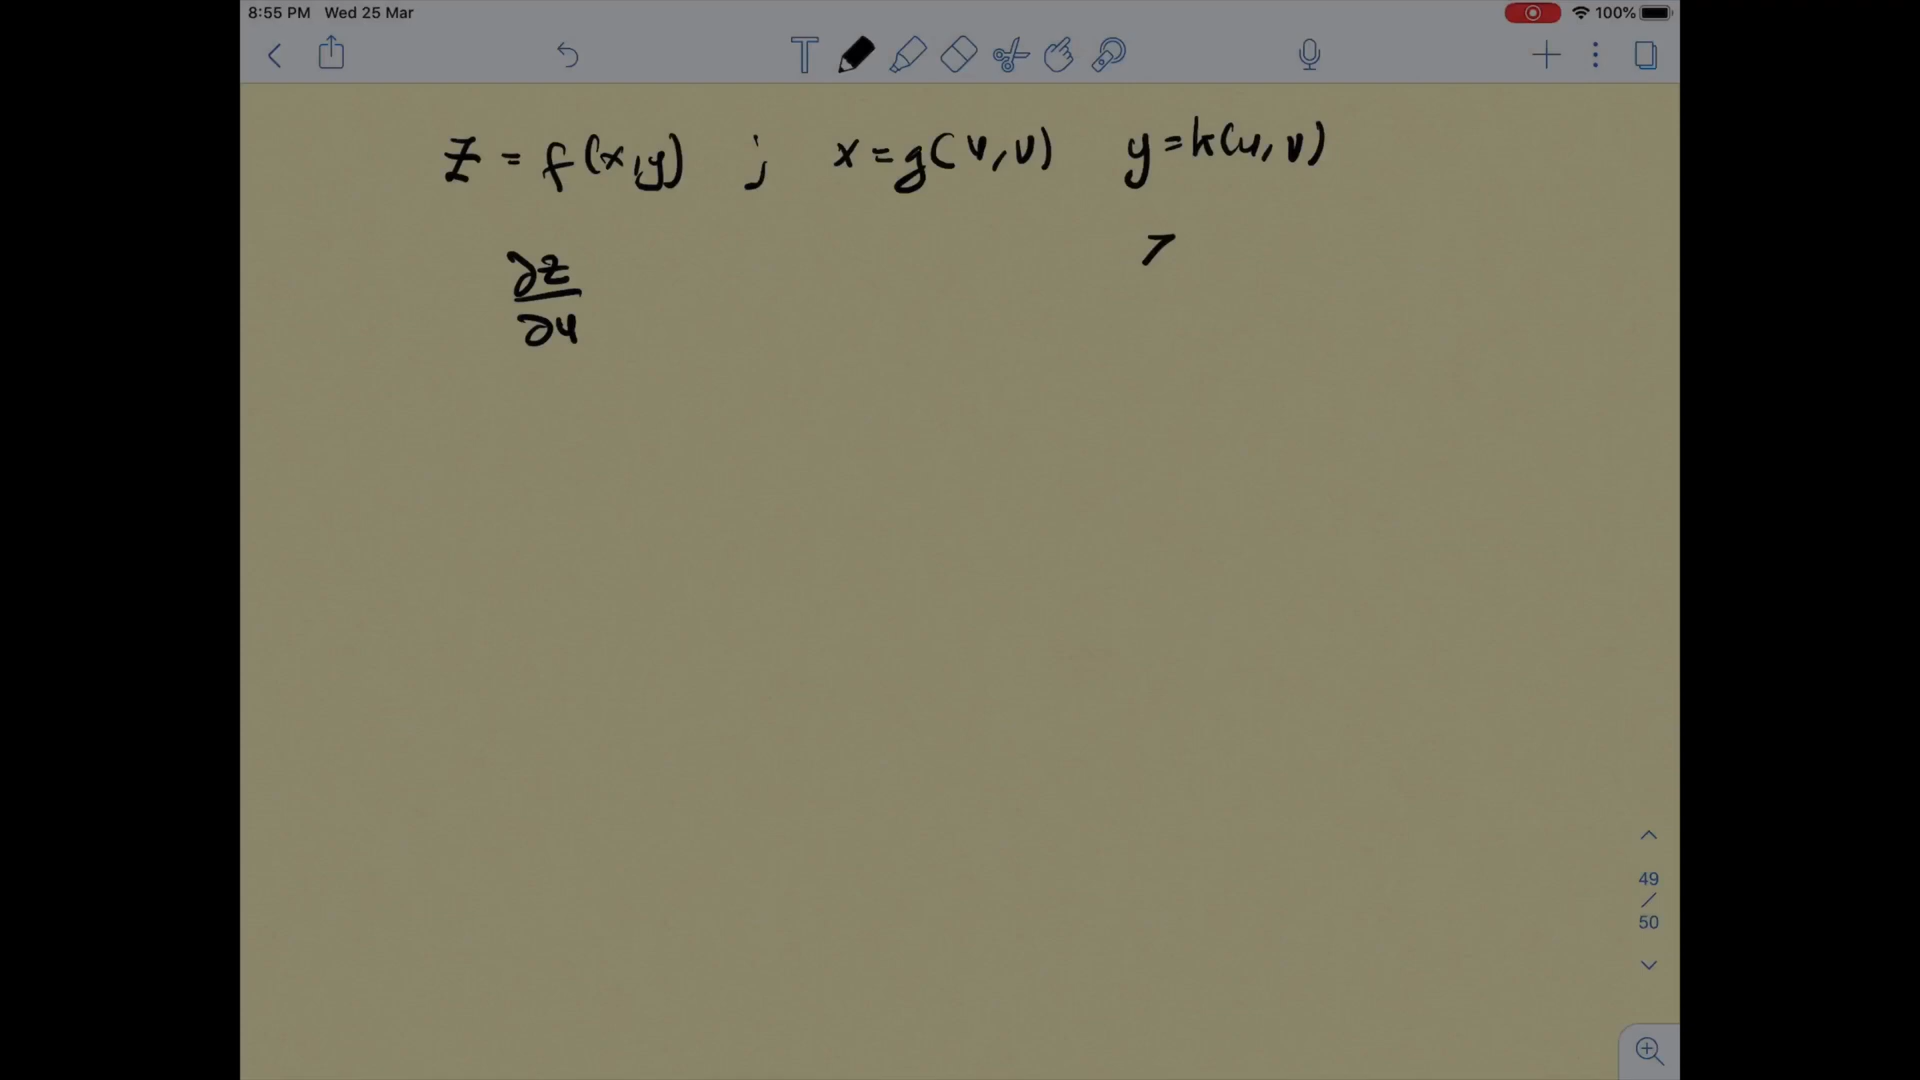 8:55 PM Wed 25 Mar 100%
T
z = f(x,y) ; x = g(u,v) y = k(u,v)
∂z
∂u
49
/
50